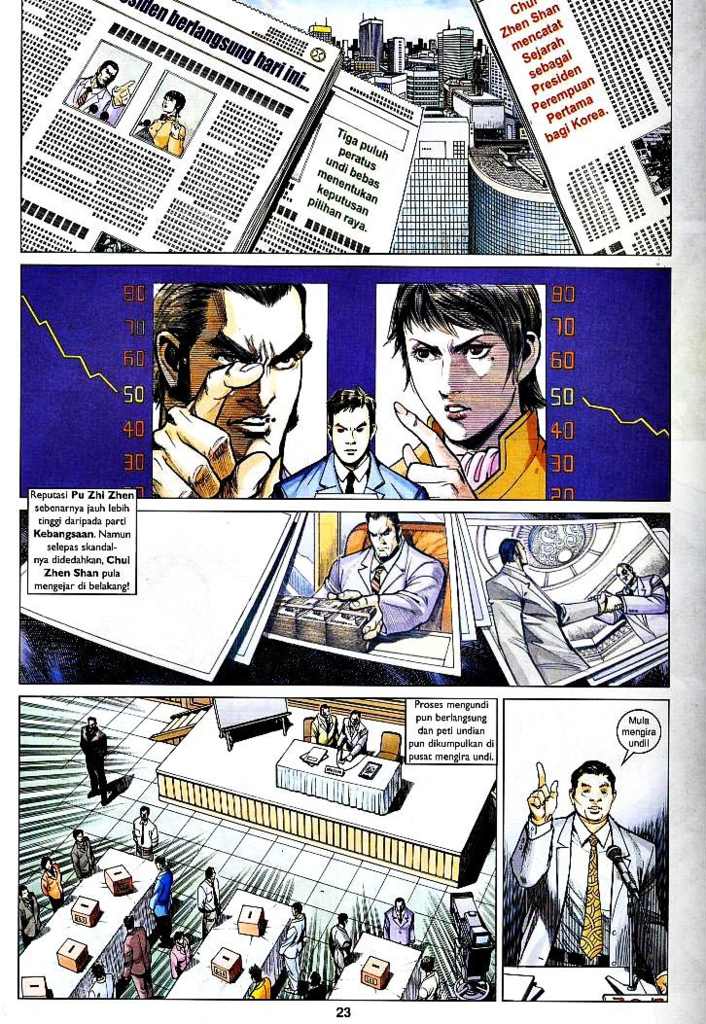 siden berlangsung hari ini...
Tiga puluh
peratus
undi bebas
menentukan
keputusan
pilihan raya.
Chui
Zhen Shan
mencatat
Sejarah
sebagai
Presiden
Perempuan
Pertama
bagi Korea.
80
70
60
50
40
30
20
80
70
60
50
40
30
20
Reputasi Pu Zhi Zhen
sebenarnya jauh lebih
tinggi daripada parti
Kebangsaan. Namun
selepas skandal-
nya didedahkan, Chui
Zhen Shan pula
mengejar di belakang!
Proses mengundi
pun berlangsung
dan peti undian
pun dikumpulkan di
pusat mengira undi.
Mula
mengira
undi!
23